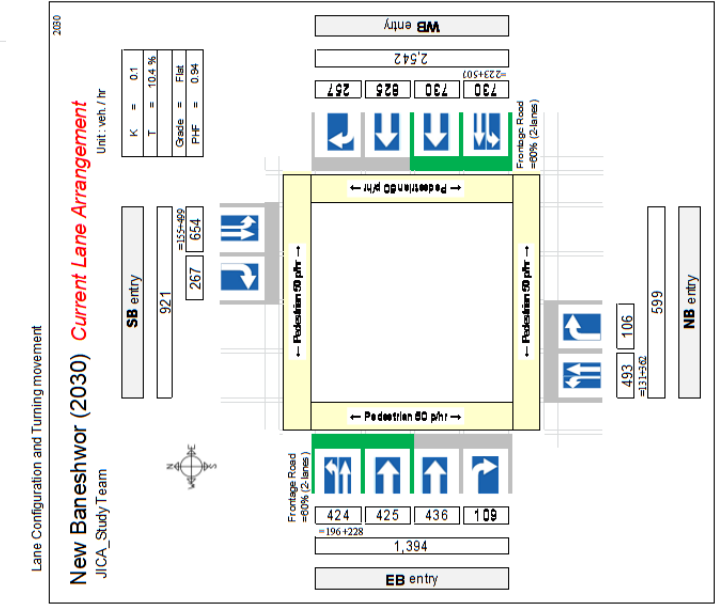 Lane Configuration and Turning movement
2030
New Baneshwor (2030) Current Lane Arrangement
JICA_Study Team
Unit: veh. / hr
K = 0.1
T = 10.4 %
Grade = Flat
PHF = 0.94
SB entry
921
=155+499
267 654
WB entry
2,542
=223+507
257 825 730 730
Frontage Road
=60% (2-lanes)
← Pedestrian 60 p/hr →
← Pedestrian 50 p/hr →
← Pedestrian 50 p/hr →
← Pedestrian 60 p/hr →
Frontage Road
=60% (2-lanes)
424 425 436 109
=196+228
1,394
EB entry
493 106
=131+362
599
NB entry
N
E
S
W